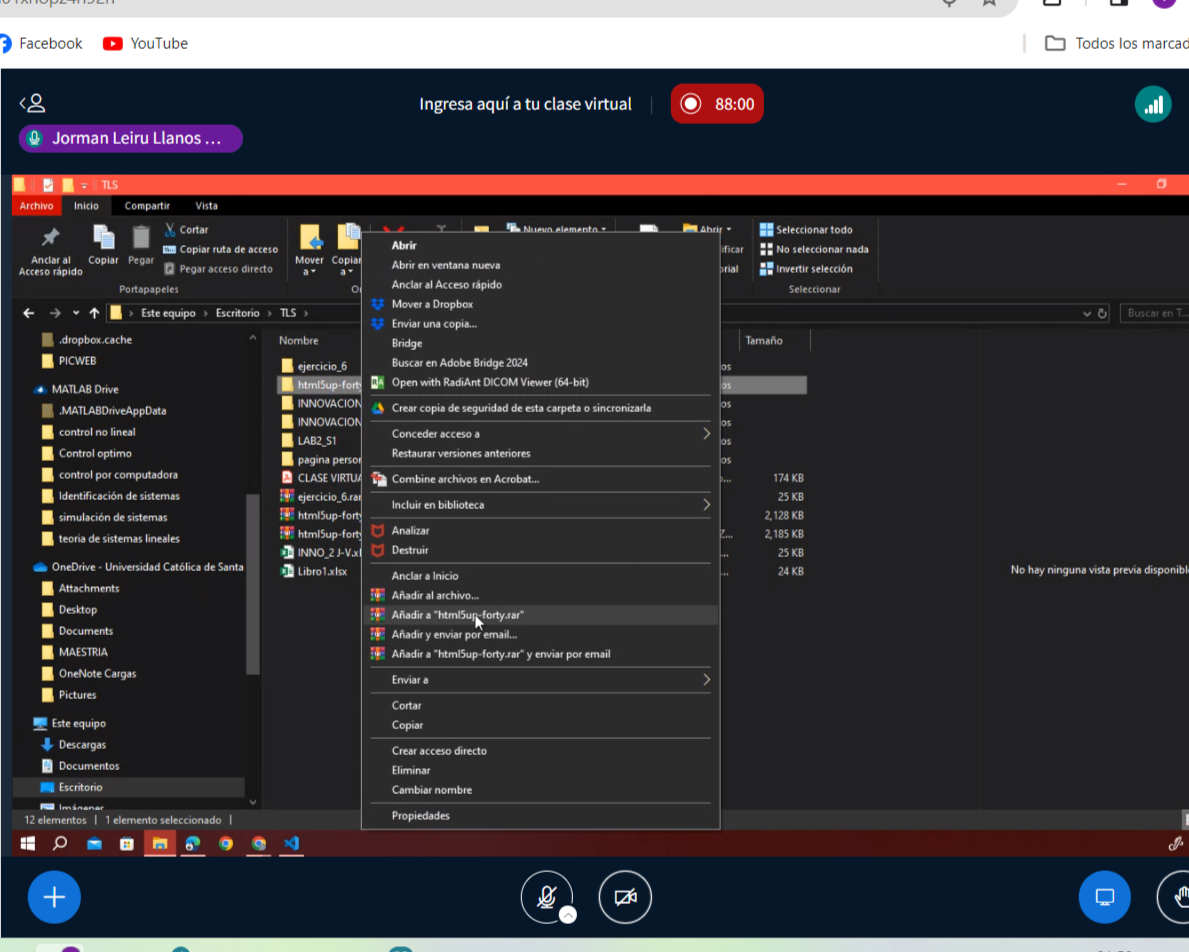 Facebook
YouTube
Todos los marcad
Ingresa aquí a tu clase virtual
88:00
Jorman Leiru Llanos ...
TLS
Archivo
Inicio
Compartir
Vista
Anclar al
Acceso rápido
Copiar
Pegar
Cortar
Copiar ruta de acceso
Pegar acceso directo
Portapapeles
Mover
a
Copiar
a
Nuevo elemento
Abrir
Seleccionar todo
No seleccionar nada
Invertir selección
Seleccionar
Este equipo
Escritorio
TLS
Buscar en T...
.dropbox.cache
PICWEB
MATLAB Drive
.MATLABDriveAppData
control no lineal
Control optimo
control por computadora
Identificación de sistemas
simulación de sistemas
teoria de sistemas lineales
OneDrive - Universidad Católica de Santa
Attachments
Desktop
Documents
MAESTRIA
OneNote Cargas
Pictures
Este equipo
Descargas
Documentos
Escritorio
Imágenes
Nombre
Tamaño
ejercicio_6
html5up-forty
INNOVACION
INNOVACION
LAB2_S1
pagina person
CLASE VIRTUA
174 KB
ejercicio_6.rar
25 KB
html5up-forty
2,128 KB
html5up-forty
2,185 KB
INNO_2 J-V.xl
25 KB
Libro1.xlsx
24 KB
Abrir
Abrir en ventana nueva
Anclar al Acceso rápido
Mover a Dropbox
Enviar una copia...
Bridge
Buscar en Adobe Bridge 2024
Open with RadiAnt DICOM Viewer (64-bit)
Crear copia de seguridad de esta carpeta o sincronizarla
Conceder acceso a
Restaurar versiones anteriores
Combine archivos en Acrobat...
Incluir en biblioteca
Analizar
Destruir
Anclar a Inicio
Añadir al archivo...
Añadir a "html5up-forty.rar"
Añadir y enviar por email...
Añadir a "html5up-forty.rar" y enviar por email
Enviar a
Cortar
Copiar
Crear acceso directo
Eliminar
Cambiar nombre
Propiedades
No hay ninguna vista previa disponible
12 elementos
1 elemento seleccionado